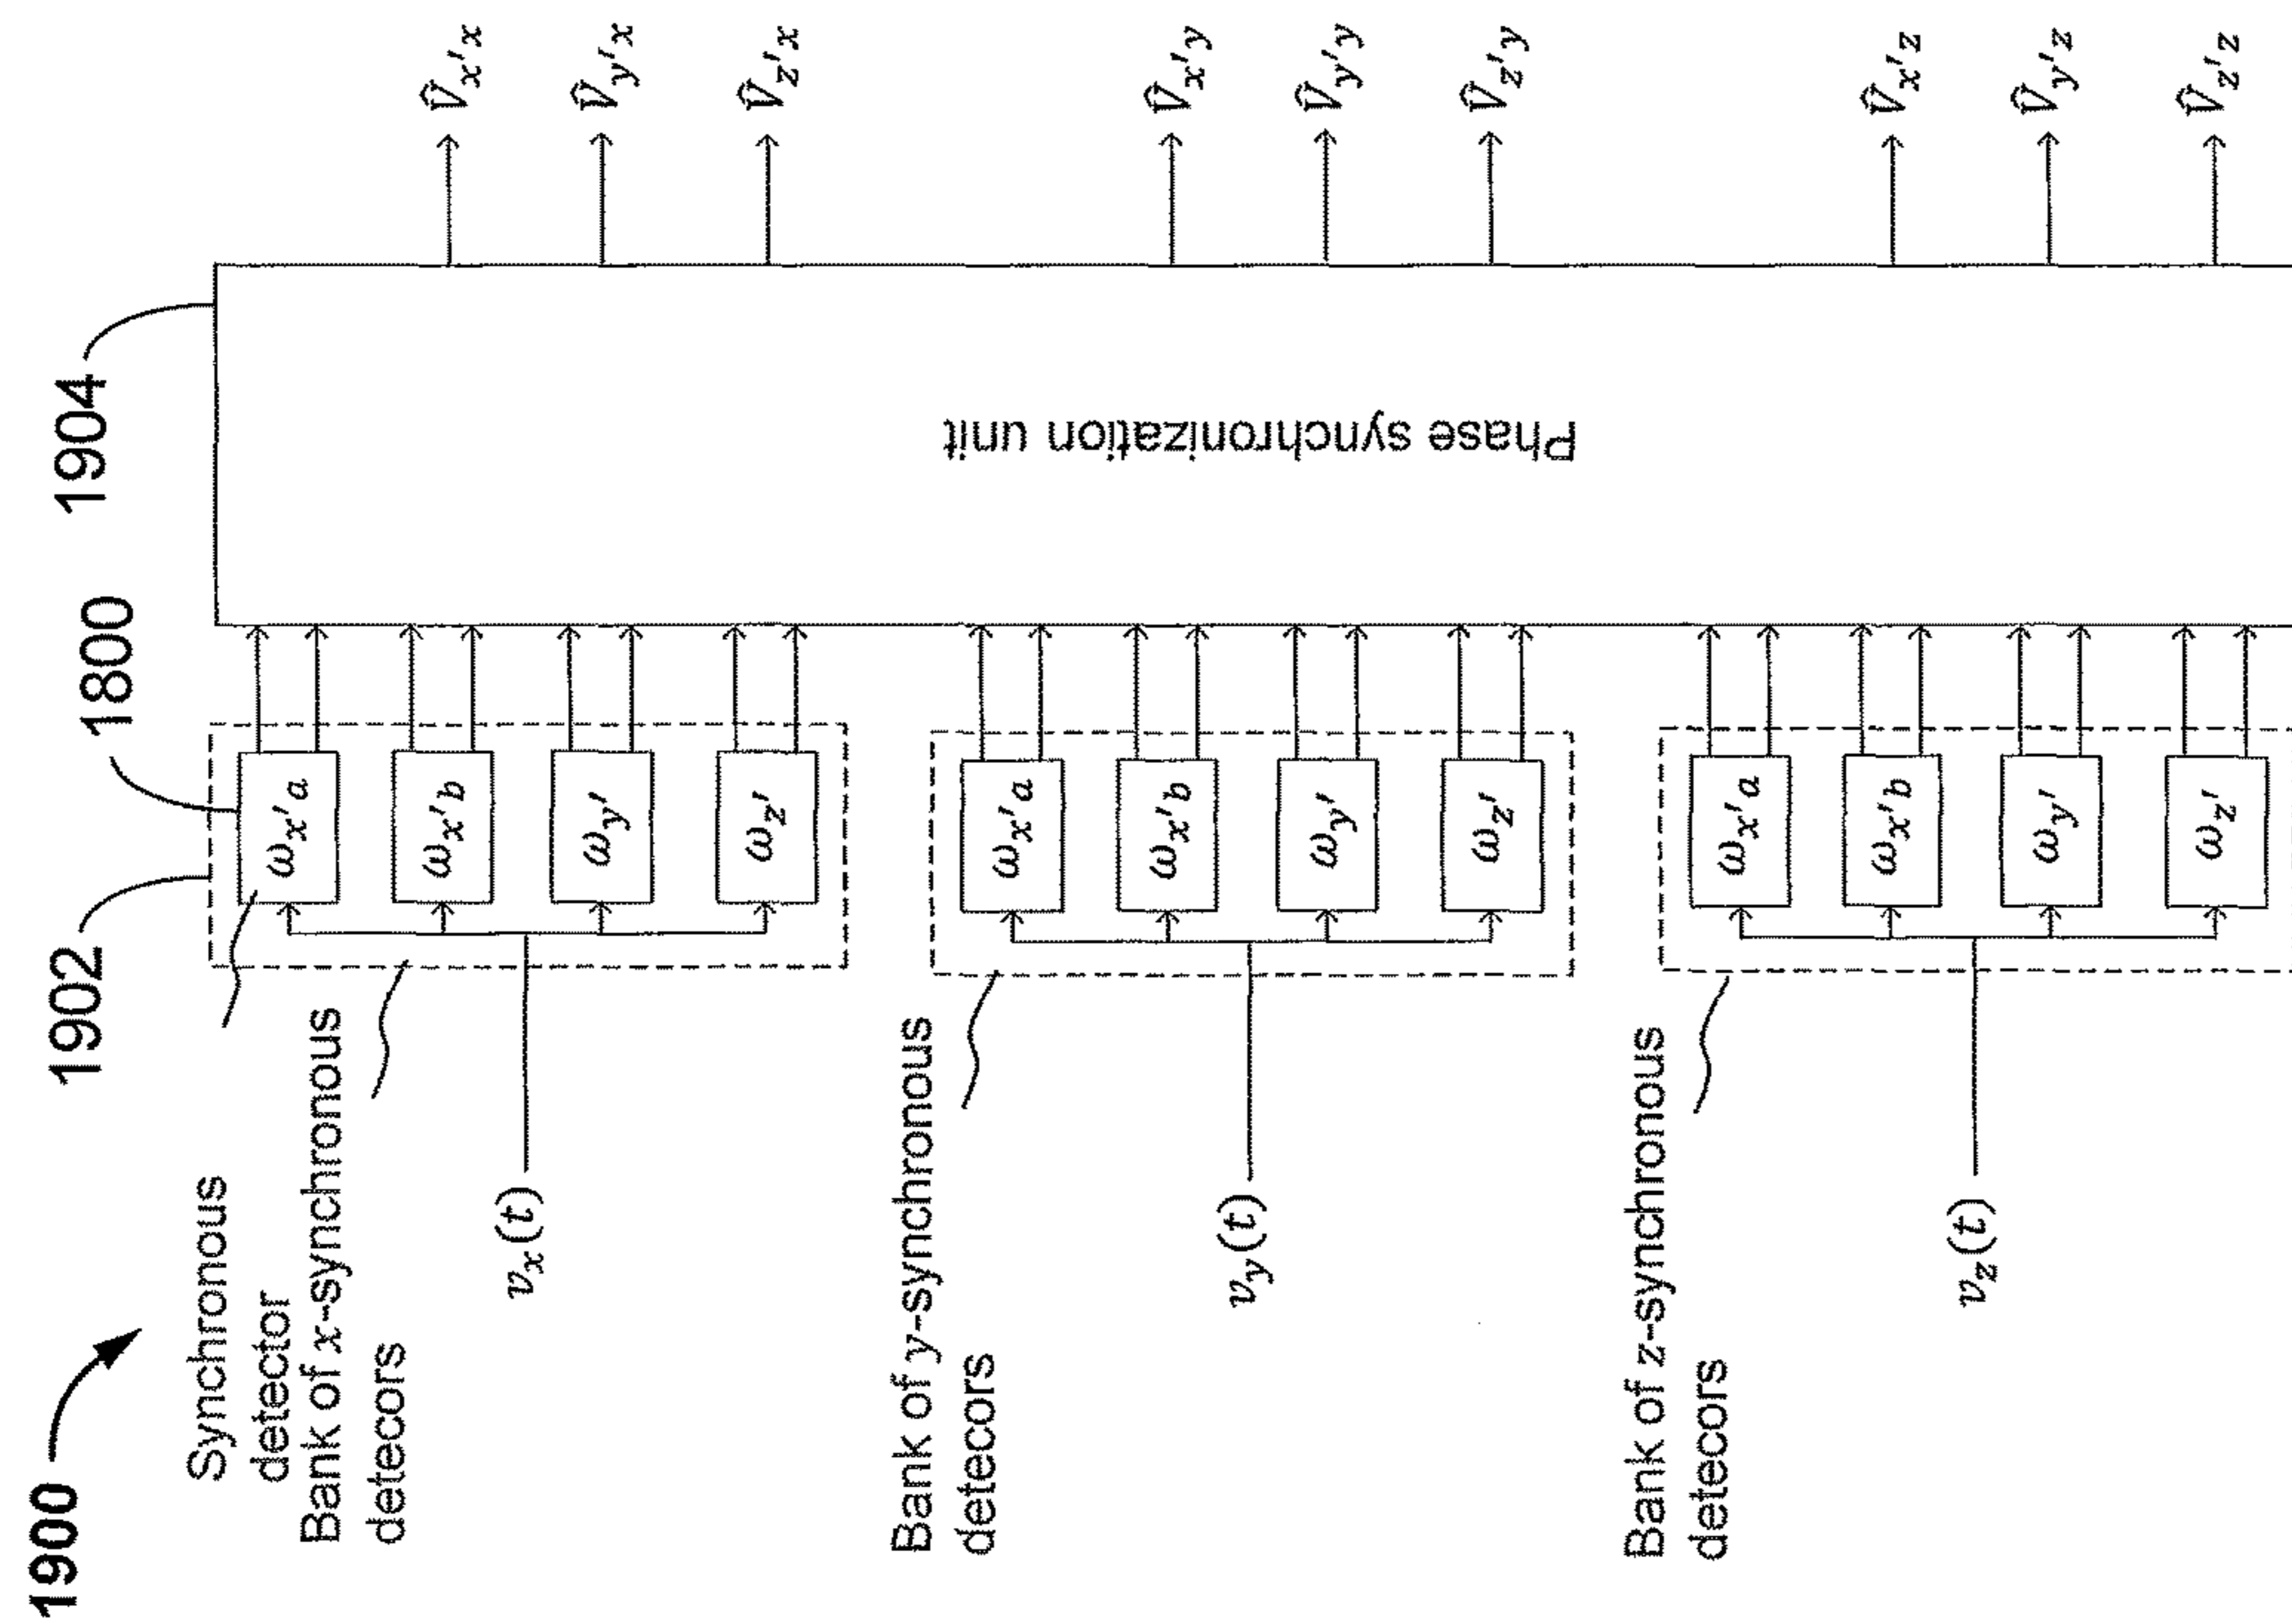 1900
1902
1800
1904
Synchronous
detector
Bank of x-synchronous
detecors
v_x(t)
ω_x'a
ω_x'b
ω_y'
ω_z'
V̂_x'x
V̂_y'x
V̂_z'x
Bank of y-synchronous
detecors
v_y(t)
ω_x'a
ω_x'b
ω_y'
ω_z'
Phase synchronization unit
V̂_x'y
V̂_y'y
V̂_z'y
Bank of z-synchronous
detecors
v_z(t)
ω_x'a
ω_x'b
ω_y'
ω_z'
V̂_x'z
V̂_y'z
V̂_z'z